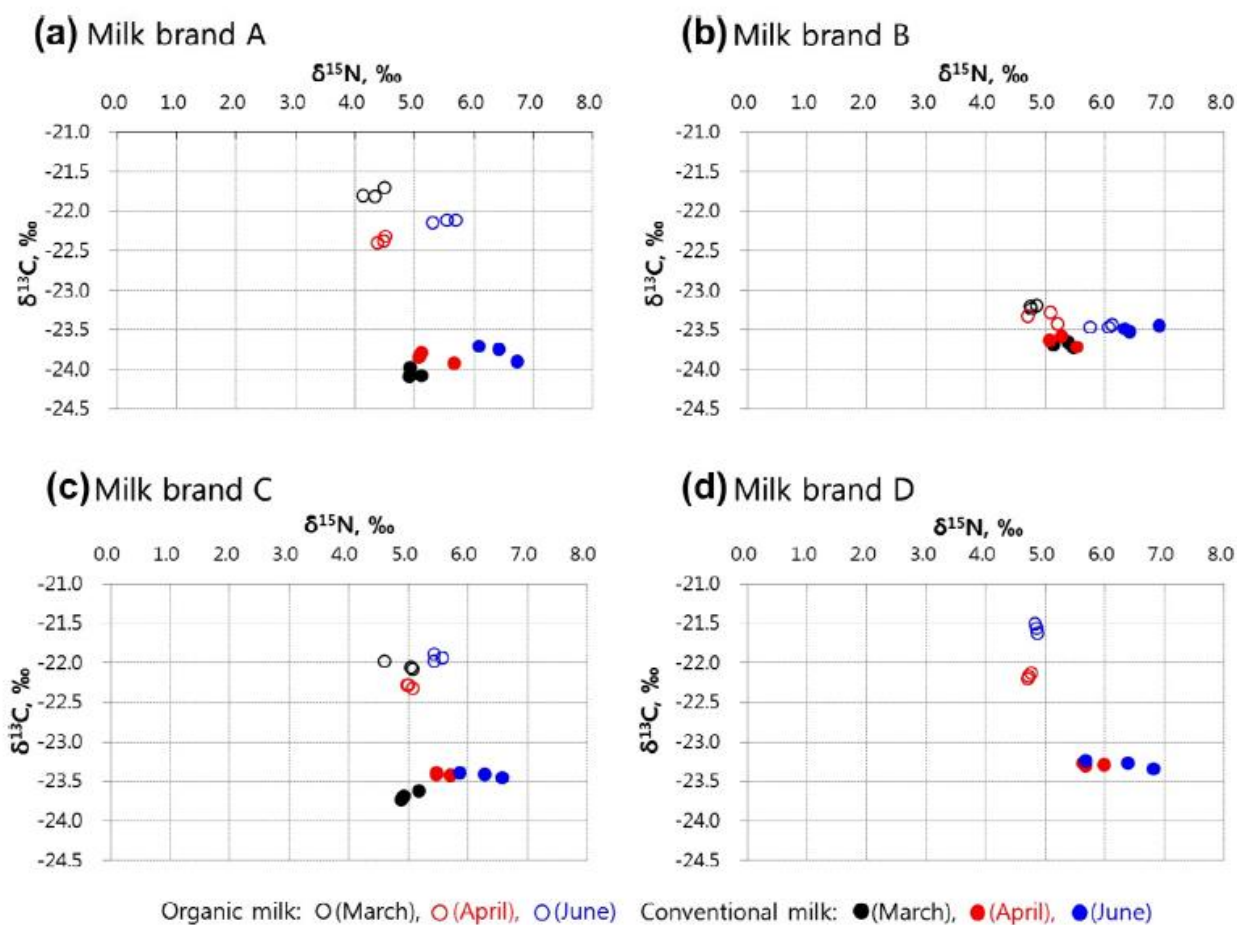 (a) Milk brand A
δ¹⁵N, ‰
0.0 1.0 2.0 3.0 4.0 5.0 6.0 7.0 8.0
-21.0
-21.5
-22.0
-22.5
-23.0
-23.5
-24.0
-24.5
δ¹³C, ‰
(b) Milk brand B
δ¹⁵N, ‰
0.0 1.0 2.0 3.0 4.0 5.0 6.0 7.0 8.0
-21.0
-21.5
-22.0
-22.5
-23.0
-23.5
-24.0
-24.5
δ¹³C, ‰
(c) Milk brand C
δ¹⁵N, ‰
0.0 1.0 2.0 3.0 4.0 5.0 6.0 7.0 8.0
-21.0
-21.5
-22.0
-22.5
-23.0
-23.5
-24.0
-24.5
δ¹³C, ‰
(d) Milk brand D
δ¹⁵N, ‰
0.0 1.0 2.0 3.0 4.0 5.0 6.0 7.0 8.0
-21.0
-21.5
-22.0
-22.5
-23.0
-23.5
-24.0
-24.5
δ¹³C, ‰
Organic milk: (March), (April), (June) Conventional milk: (March), (April), (June)